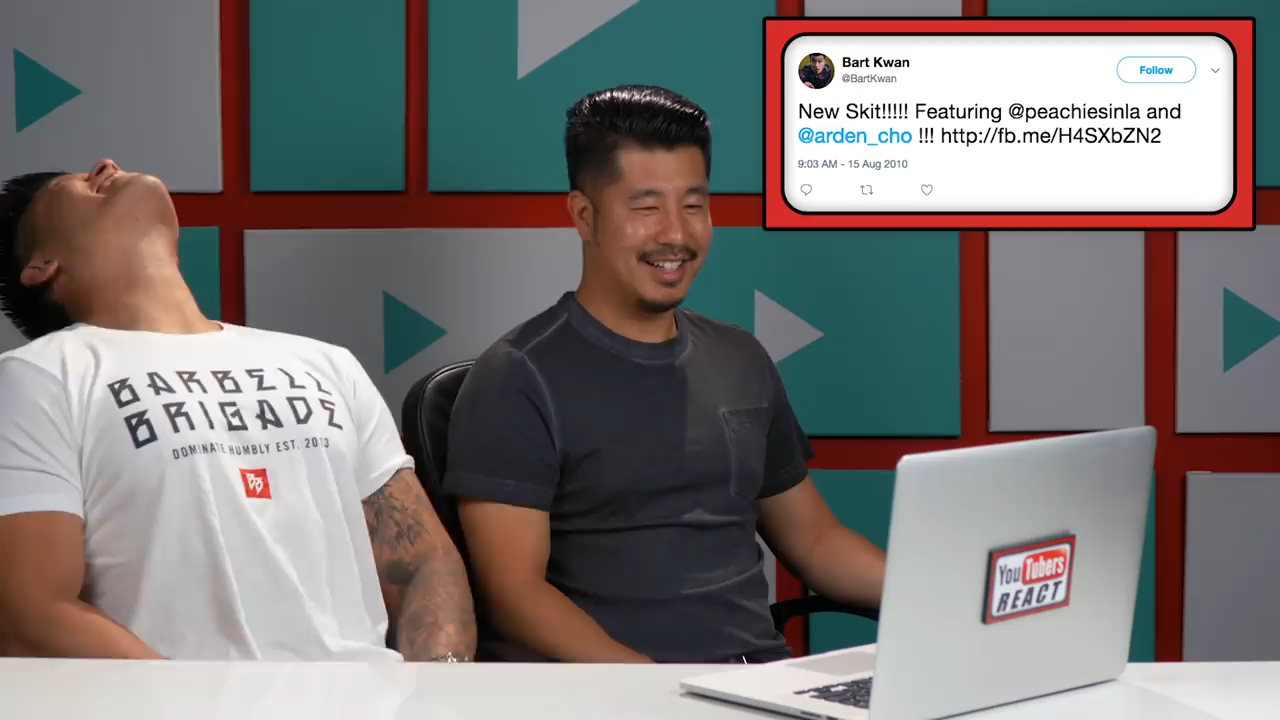 Bart Kwan
@BartKwan
Follow
New Skit!!!!! Featuring @peachiesinla and
@arden_cho !!! http://fb.me/H4SXbZN2
9:03 AM - 15 Aug 2010
BARBELL
BRIGADE
DOMINATE HUMBLY EST. 2013
BB
YouTubers
REACT